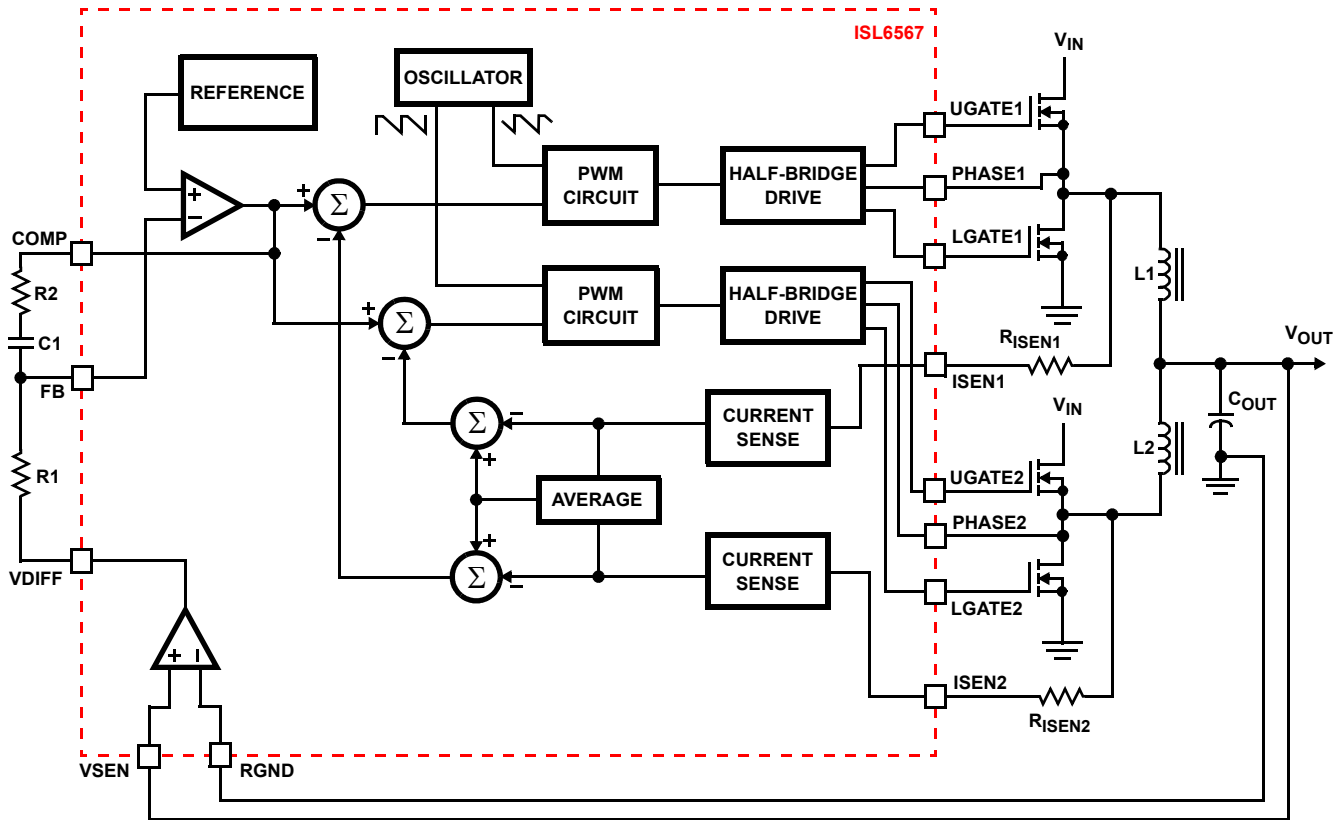 ISL6567
REFERENCE
OSCILLATOR
VIN
UGATE1
PWM
CIRCUIT
HALF-BRIDGE
DRIVE
PHASE1
+
−
+
Σ
−
LGATE1
COMP
R2
C1
FB
R1
VDIFF
+
Σ
−
PWM
CIRCUIT
HALF-BRIDGE
DRIVE
L1
RISEN1
ISEN1
VOUT
COUT
Σ
−
+
CURRENT
SENSE
VIN
L2
UGATE2
AVERAGE
PHASE2
+
Σ
−
CURRENT
SENSE
LGATE2
+ −
ISEN2
RISEN2
VSEN
RGND